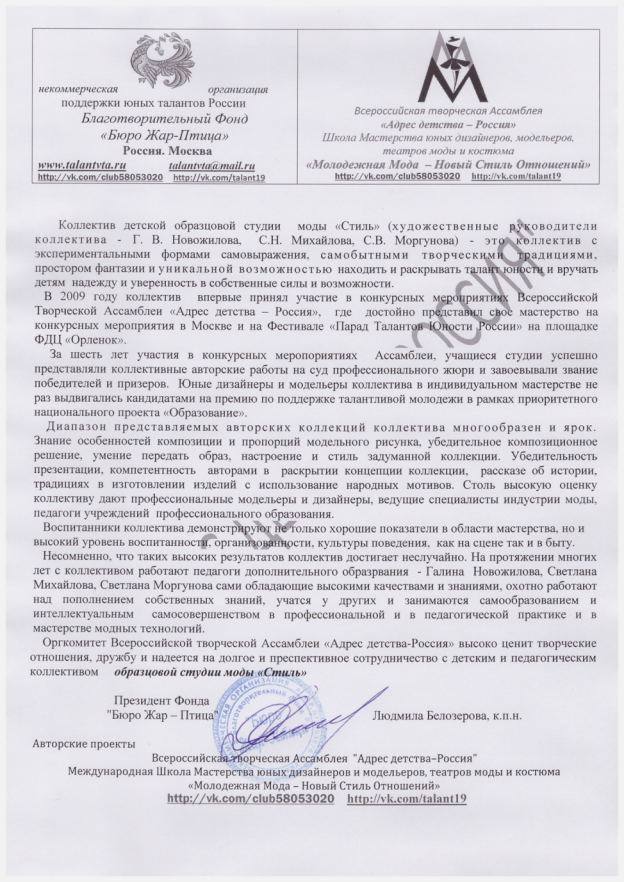 некоммерческая организация
поддержки юных талантов России
Благотворительный Фонд
«Бюро Жар-Птица»
Россия. Москва
www.talantvta.ru talantvta@mail.ru
http://vk.com/club58053020 http://vk.com/talant19
Всероссийская творческая Ассамблея
«Адрес детства – Россия»
Школа Мастерства юных дизайнеров, модельеров,
театров моды и костюма
«Молодежная Мода – Новый Стиль Отношений»
http://vk.com/club58053020 http://vk.com/talant19
Коллектив детской образцовой студии моды «Стиль» (художественные руководители
коллектива - Г. В. Новожилова, С.Н. Михайлова, С.В. Моргунова) - это коллектив с
экспериментальными формами самовыражения, самобытными творческими традициями,
простором фантазии и уникальной возможностью находить и раскрывать талант юности и вручать
детям надежду и уверенность в собственные силы и возможности.
В 2009 году коллектив впервые принял участие в конкурсных мероприятиях Всероссийской
Творческой Ассамблеи «Адрес детства – Россия», где достойно представил свое мастерство на
конкурсных мероприятия в Москве и на Фестивале «Парад Талантов Юности России» на площадке
ФДЦ «Орленок».
За шесть лет участия в конкурсных меропориятиях Ассамблеи, учащиеся студии успешно
представляли коллективные авторские работы на суд профессионального жюри и завоевывали звание
победителей и призеров. Юные дизайнеры и модельеры коллектива в индивидуальном мастерстве не
раз выдвигались кандидатами на премию по поддержке талантливой молодежи в рамках приоритетного
национального проекта «Образование».
Диапазон представляемых авторских коллекций коллектива многообразен и ярок.
Знание особенностей композиции и пропорций модельного рисунка, убедительное композиционное
решение, умение передать образ, настроение и стиль задуманной коллекции. Убедительность
презентации, компетентность авторами в раскрытии концепции коллекции, рассказе об истории,
традициях в изготовлении изделий с использование народных мотивов. Столь высокую оценку
коллективу дают профессиональные модельеры и дизайнеры, ведущие специалисты индустрии моды,
педагоги учреждений профессионального образования.
Воспитанники коллектива демонстрируют не только хорошие показатели в области мастерства, но и
высокий уровень воспитанности, организованности, культуры поведения, как на сцене так и в быту.
Несомненно, что таких высоких результатов коллектив достигает неслучайно. На протяжении многих
лет с коллективом работают педагоги дополнительного образрвания - Галина Новожилова, Светлана
Михайлова, Светлана Моргунова сами обладающие высокими качествами и знаниями, охотно работают
над пополнением собственных знаний, учатся у других и занимаются самообразованием и
интеллектуальным самосовершенством в профессиональной и в педагогической практике и в
мастерстве модных технологий.
Оргкомитет Всероссийской творческой Ассамблеи «Адрес детства-Россия» высоко ценит творческие
отношения, дружбу и надеется на долгое и преспективное сотрудничество с детским и педагогическим
коллективом образцовой студии моды «Стиль»
Президент Фонда
"Бюро Жар – Птица" Людмила Белозерова, к.п.н.
Авторские проекты
Всероссийская творческая Ассамблея "Адрес детства–Россия"
Международная Школа Мастерства юных дизайнеров и модельеров, театров моды и костюма
«Молодежная Мода – Новый Стиль Отношений»
http://vk.com/club58053020 http://vk.com/talant19